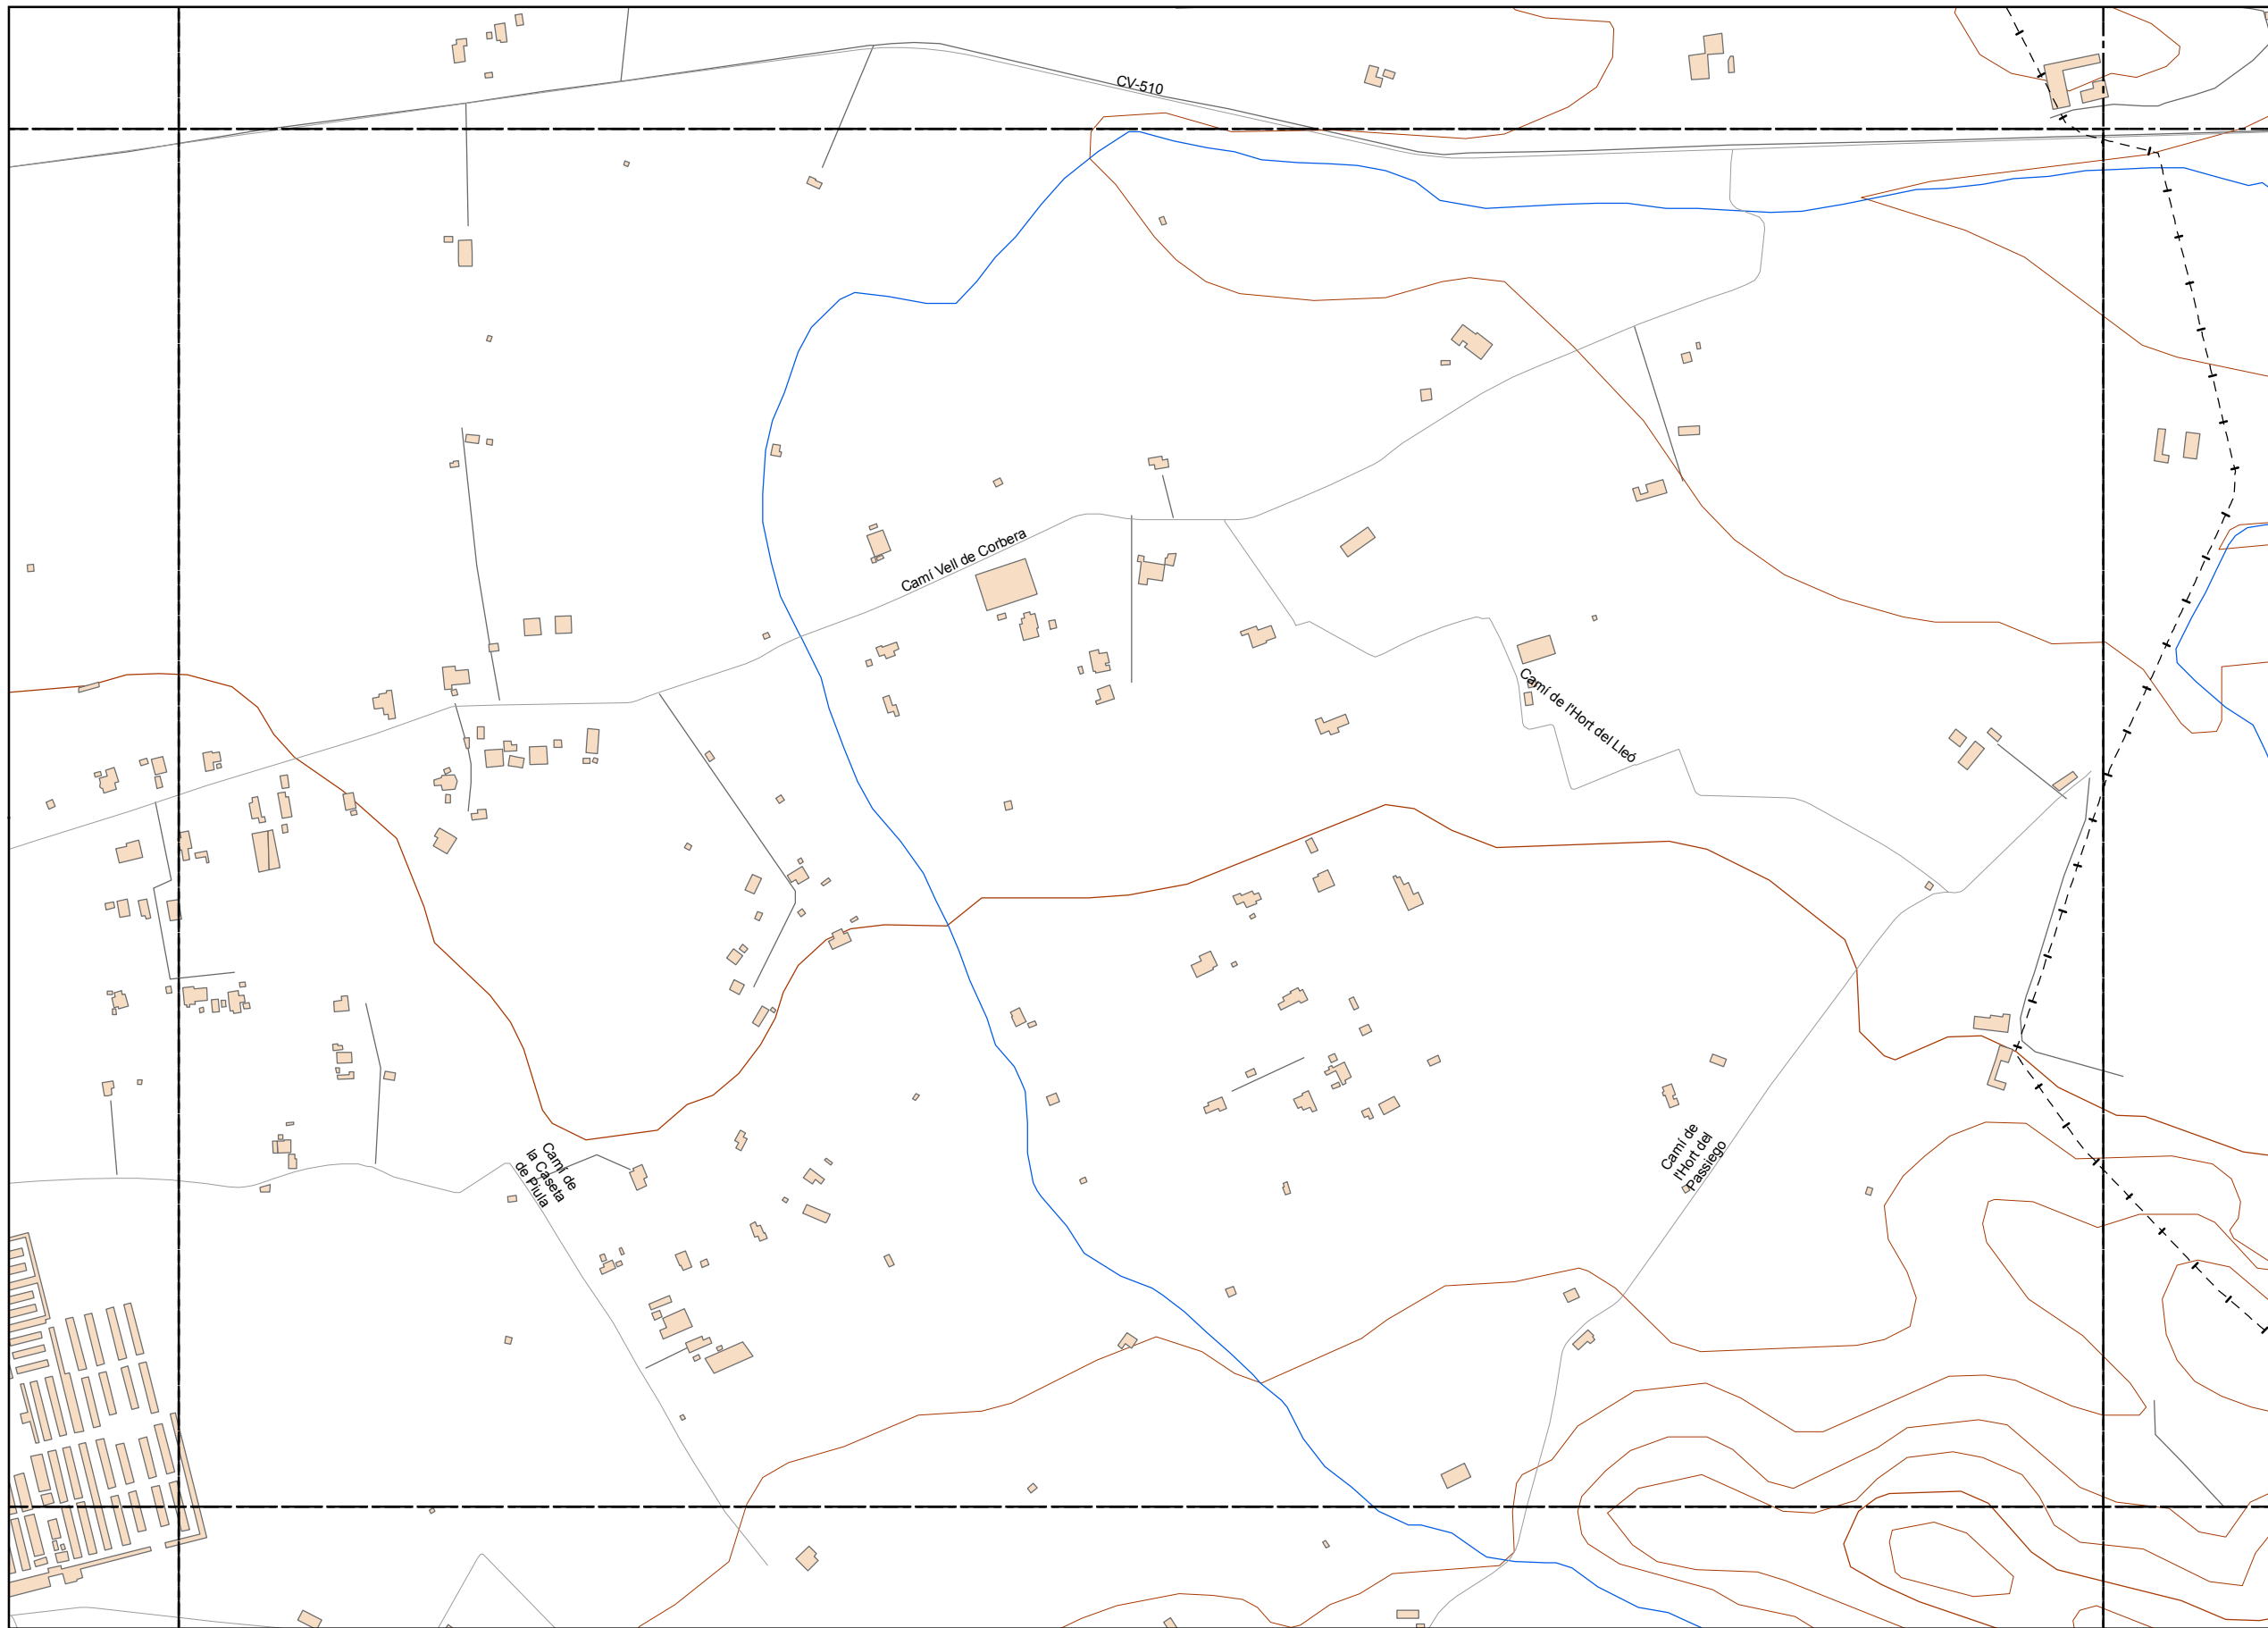 CV-510
Camí Vell de Corbera
Camí de l'Hort del Lleó
Camí de
la Caseta
de Piula
Camí de
l'Hort del
Passiego